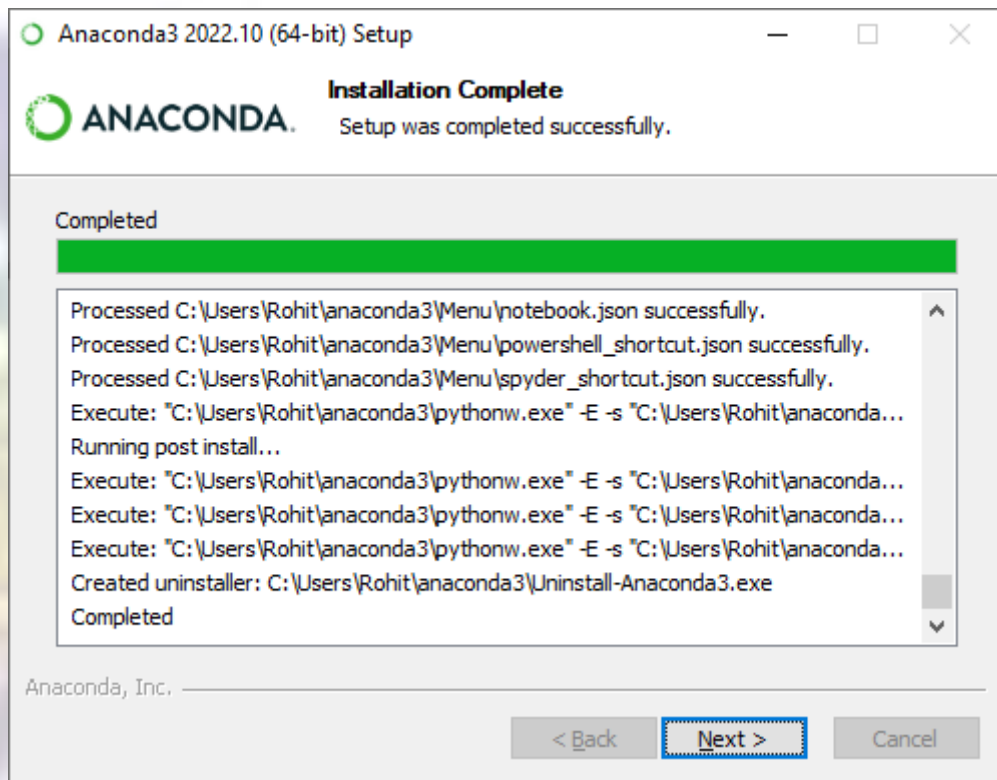 Anaconda3 2022.10 (64-bit) Setup
ANACONDA.
Installation Complete
Setup was completed successfully.
Completed
Processed C:\Users\Rohit\anaconda3\Menu\notebook.json successfully.
Processed C:\Users\Rohit\anaconda3\Menu\powershell_shortcut.json successfully.
Processed C:\Users\Rohit\anaconda3\Menu\spyder_shortcut.json successfully.
Execute: "C:\Users\Rohit\anaconda3\pythonw.exe" -E -s "C:\Users\Rohit\anaconda...
Running post install...
Execute: "C:\Users\Rohit\anaconda3\pythonw.exe" -E -s "C:\Users\Rohit\anaconda...
Execute: "C:\Users\Rohit\anaconda3\pythonw.exe" -E -s "C:\Users\Rohit\anaconda...
Execute: "C:\Users\Rohit\anaconda3\pythonw.exe" -E -s "C:\Users\Rohit\anaconda...
Created uninstaller: C:\Users\Rohit\anaconda3\Uninstall-Anaconda3.exe
Completed
Anaconda, Inc.
< Back Next > Cancel